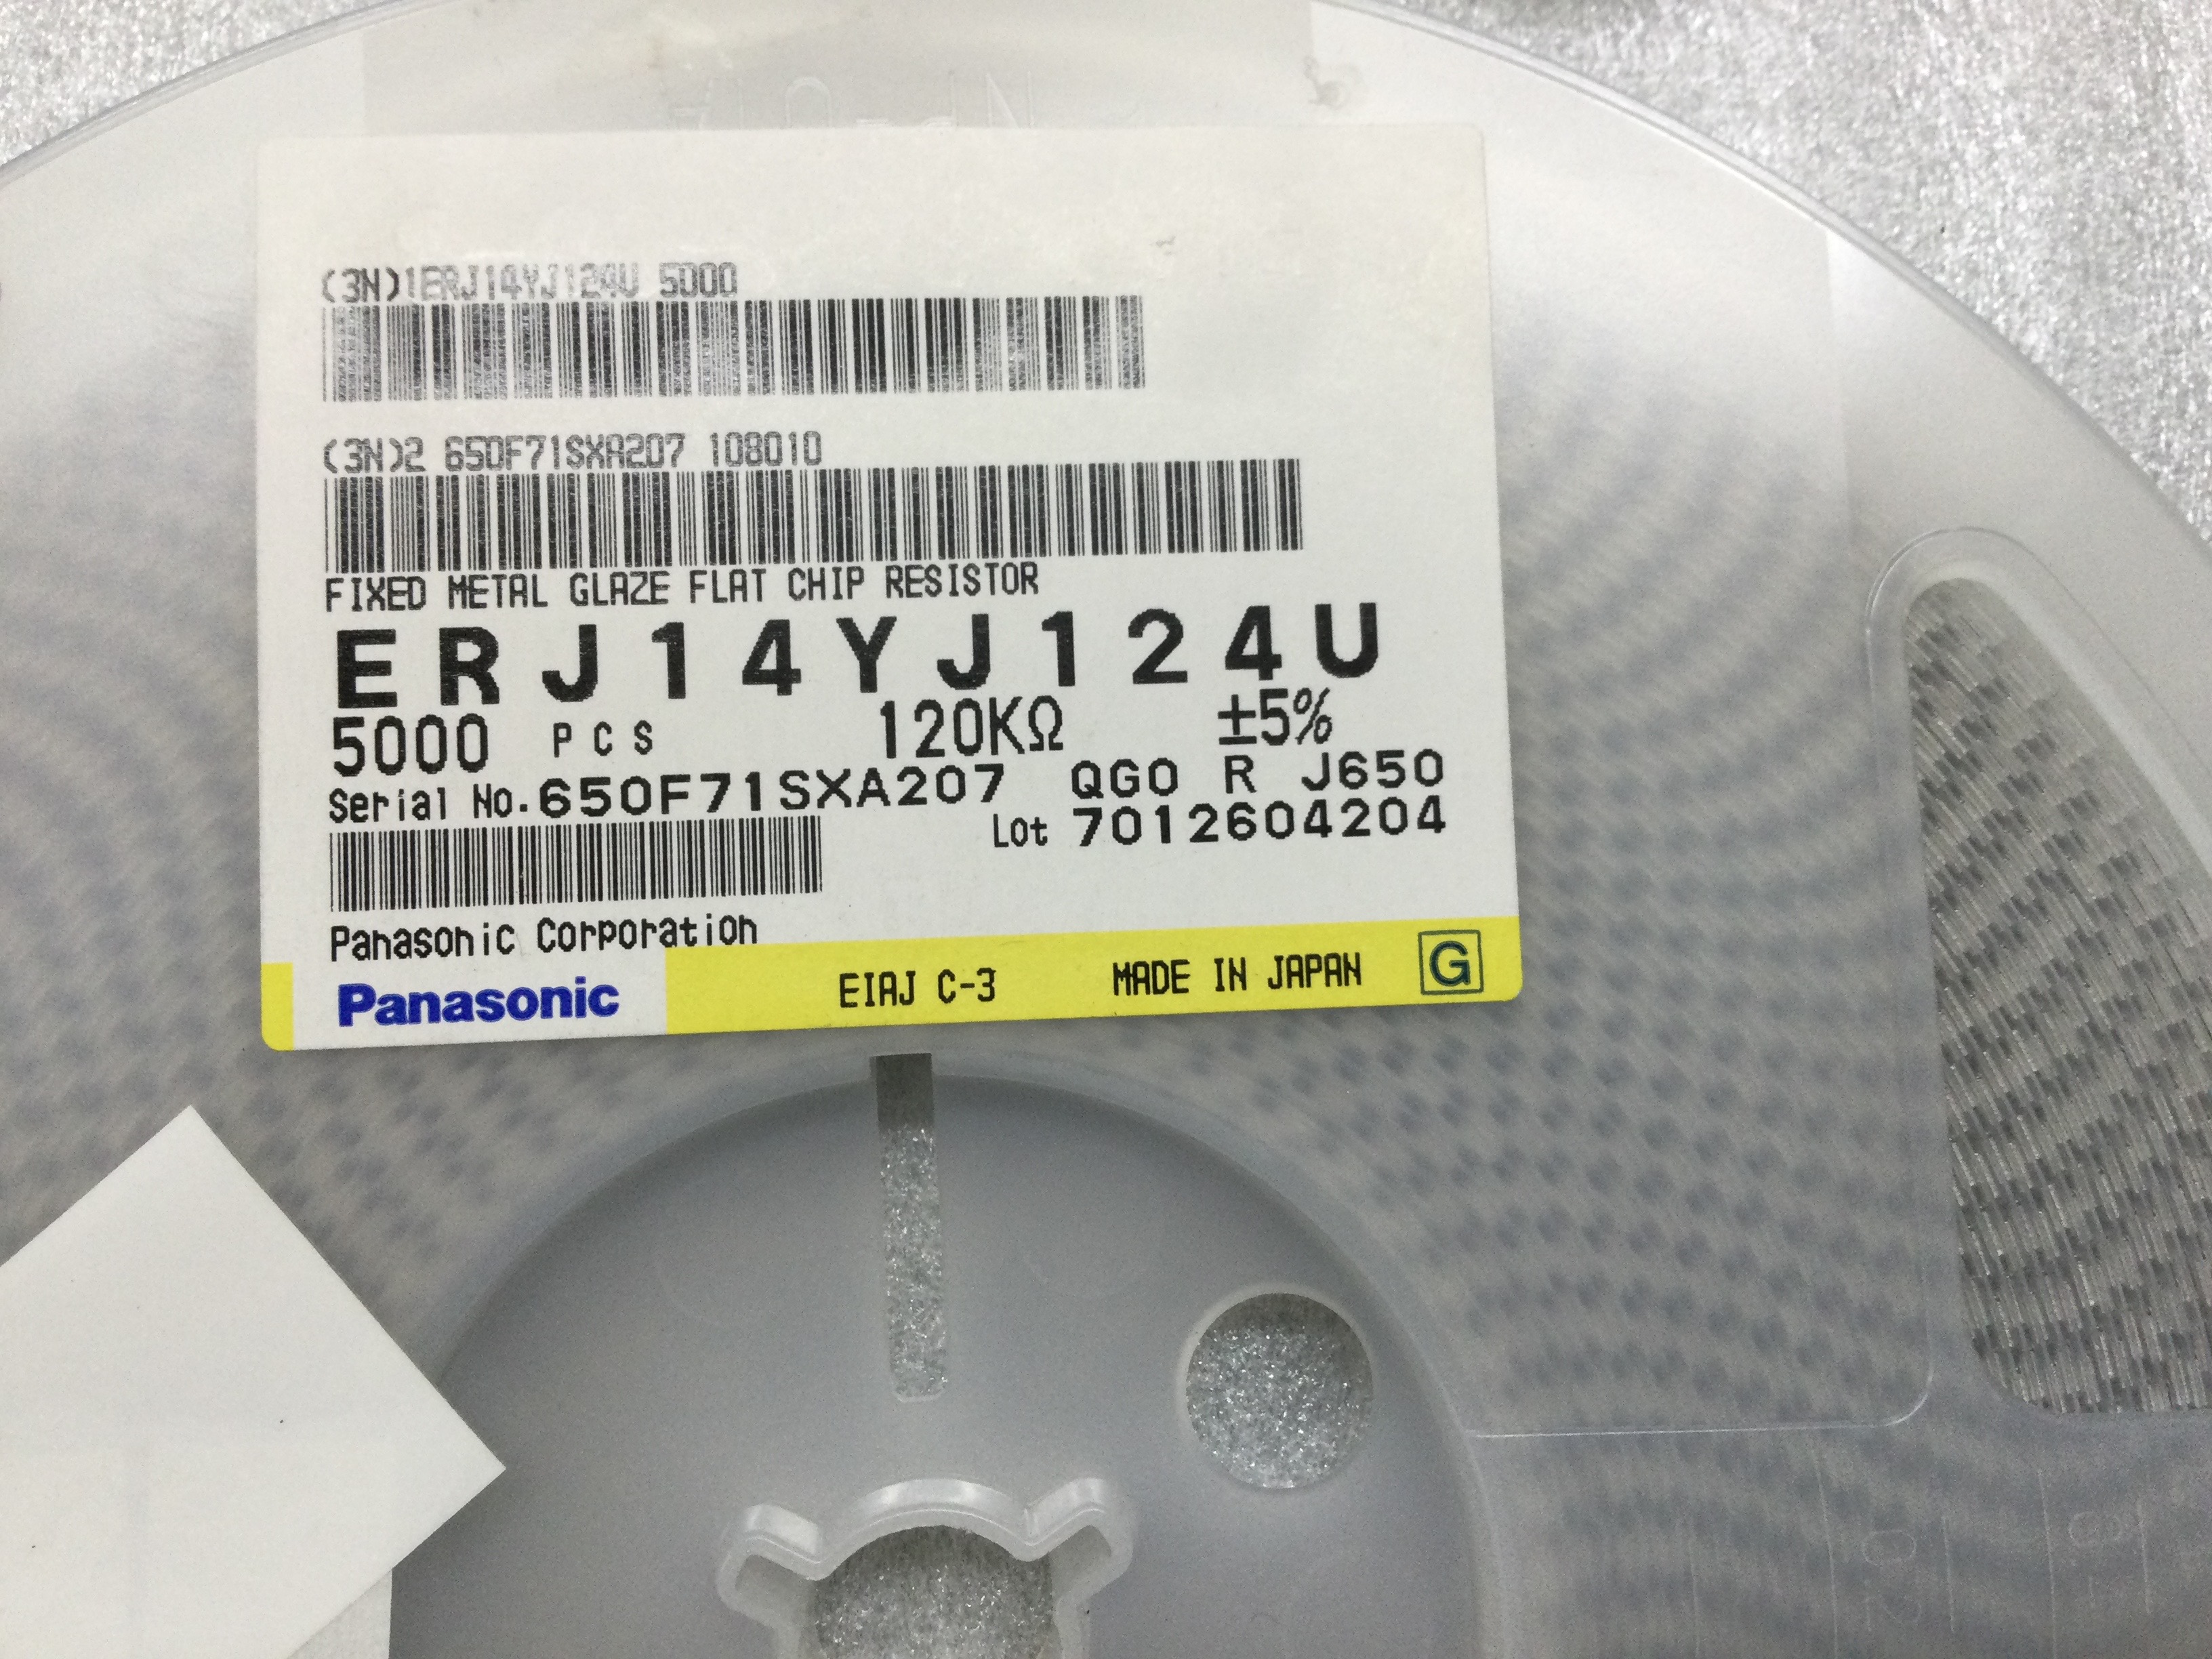 (3N)1ERJ14YJ124U 5000
(3N)2 650F71SXA207 108010
FIXED METAL GLAZE FLAT CHIP RESISTOR
ERJ14YJ124U
5000 PCS 120KΩ ±5%
Serial No.650F71SXA207 QGO R J650
Lot 7012604204
Panasonic Corporation
Panasonic EIAJ C-3 MADE IN JAPAN G